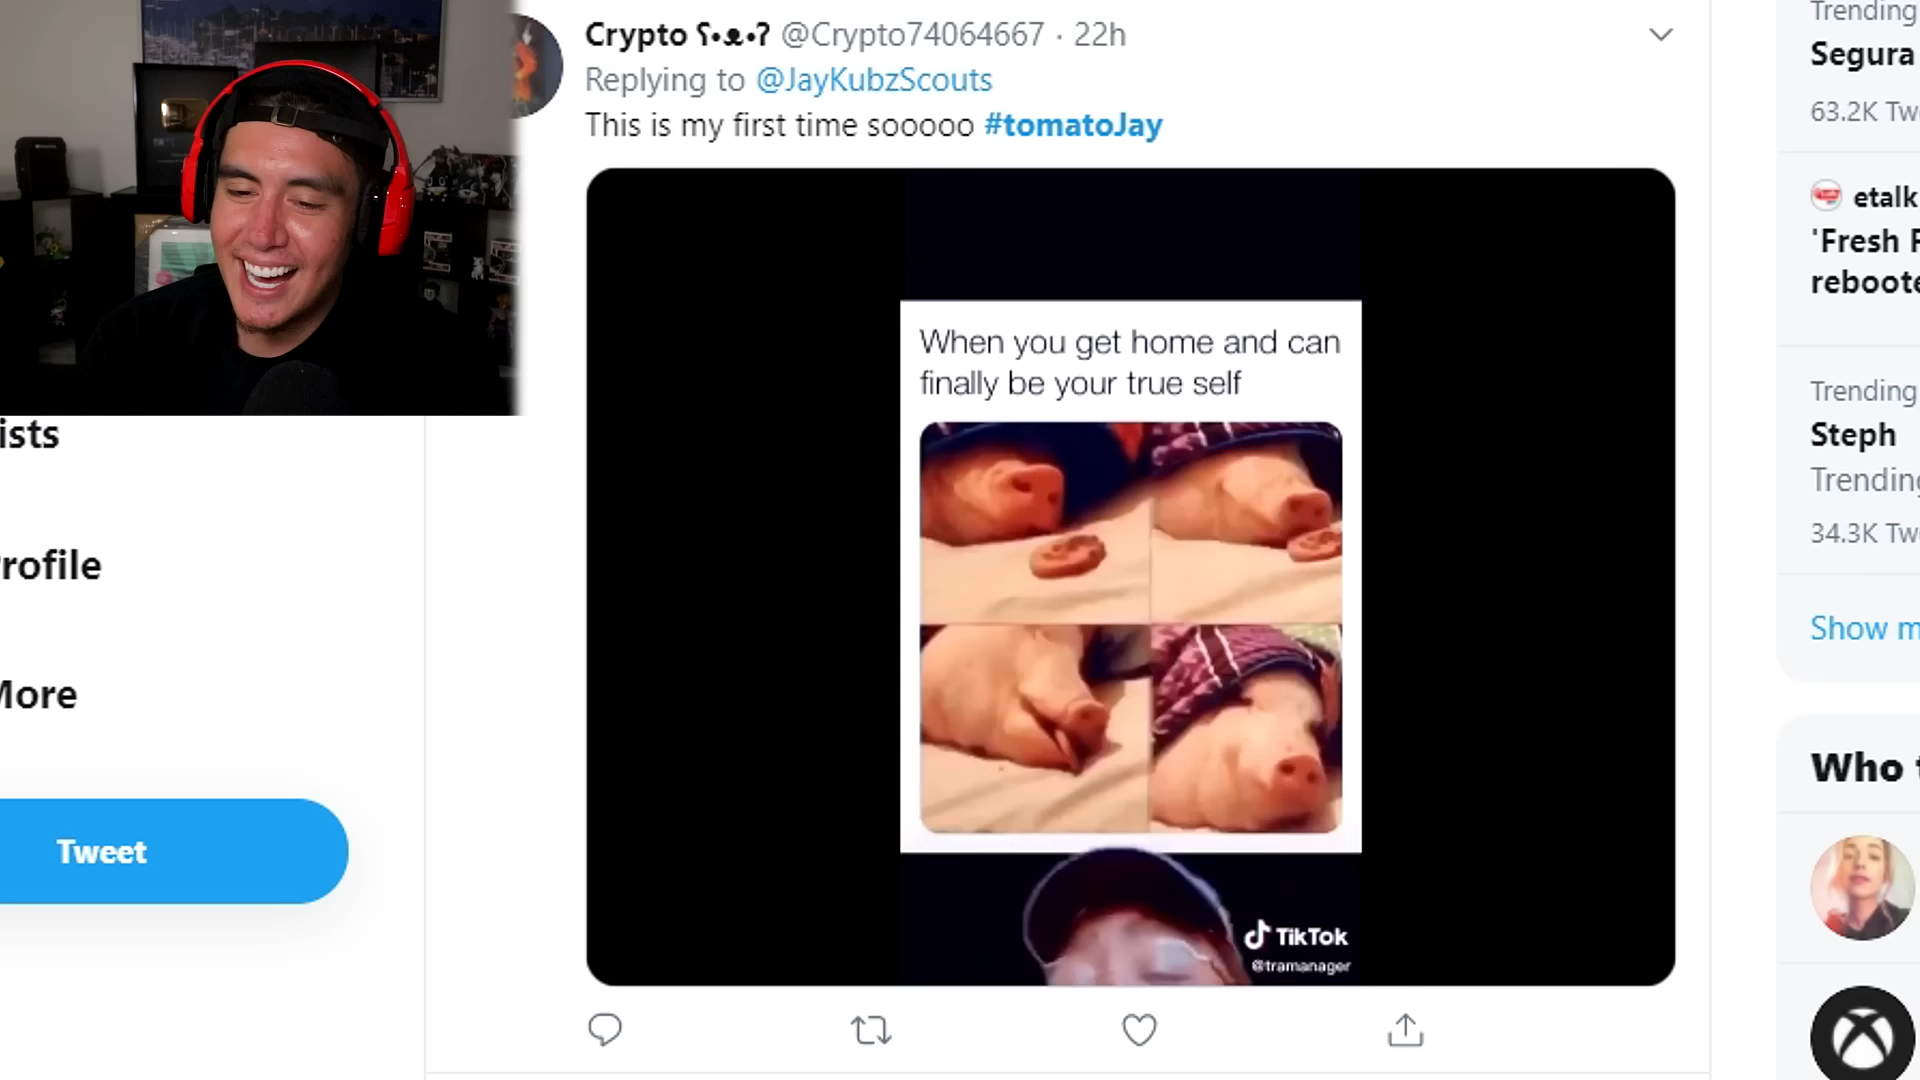 Crypto ʕ•ᴥ•ʔ @Crypto74064667 · 22h
Replying to @JayKubzScouts
This is my first time sooooo #tomatoJay
When you get home and can
finally be your true self
TikTok
@tramanager
ists
rofile
More
Tweet
Trending
Segura
63.2K Tw
etalk
'Fresh
reboote
Trending
Steph
Trending
34.3K Tw
Show m
Who